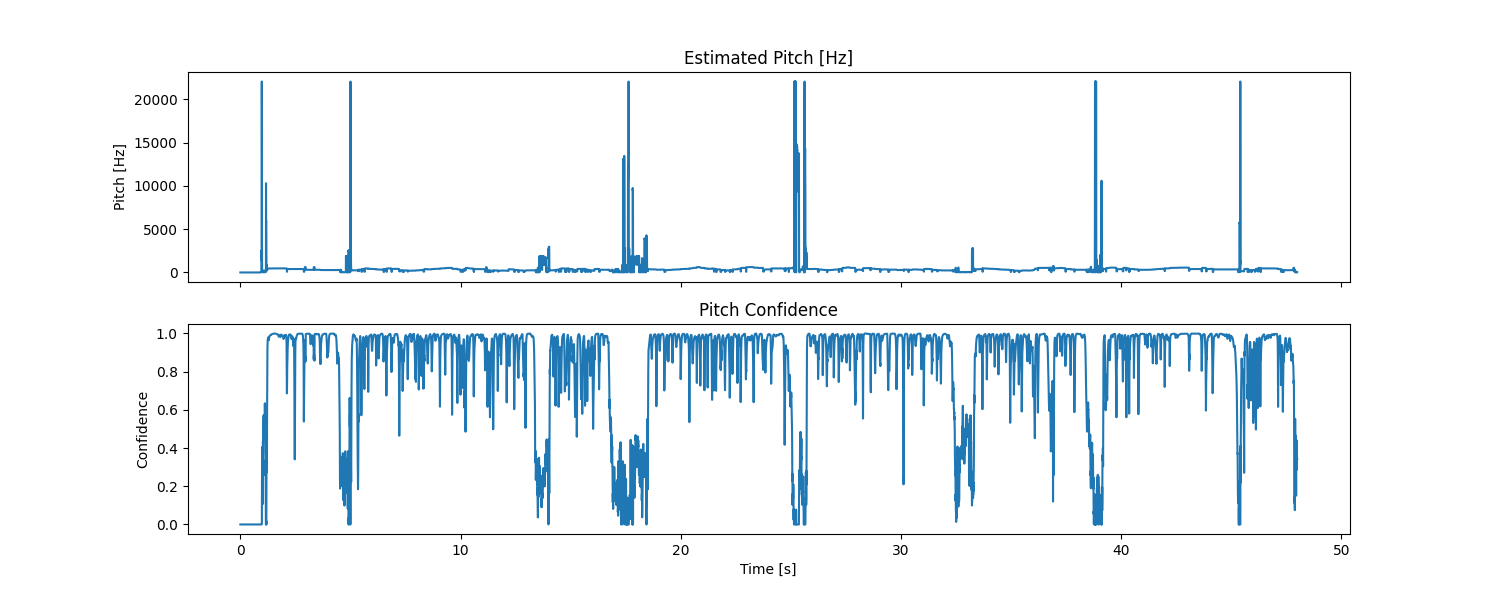 Estimated Pitch [Hz]
20000
15000
10000
5000
0
Pitch [Hz]
Pitch Confidence
1.0
0.8
0.6
0.4
0.2
0.0
Confidence
0 10 20 30 40 50
Time [s]